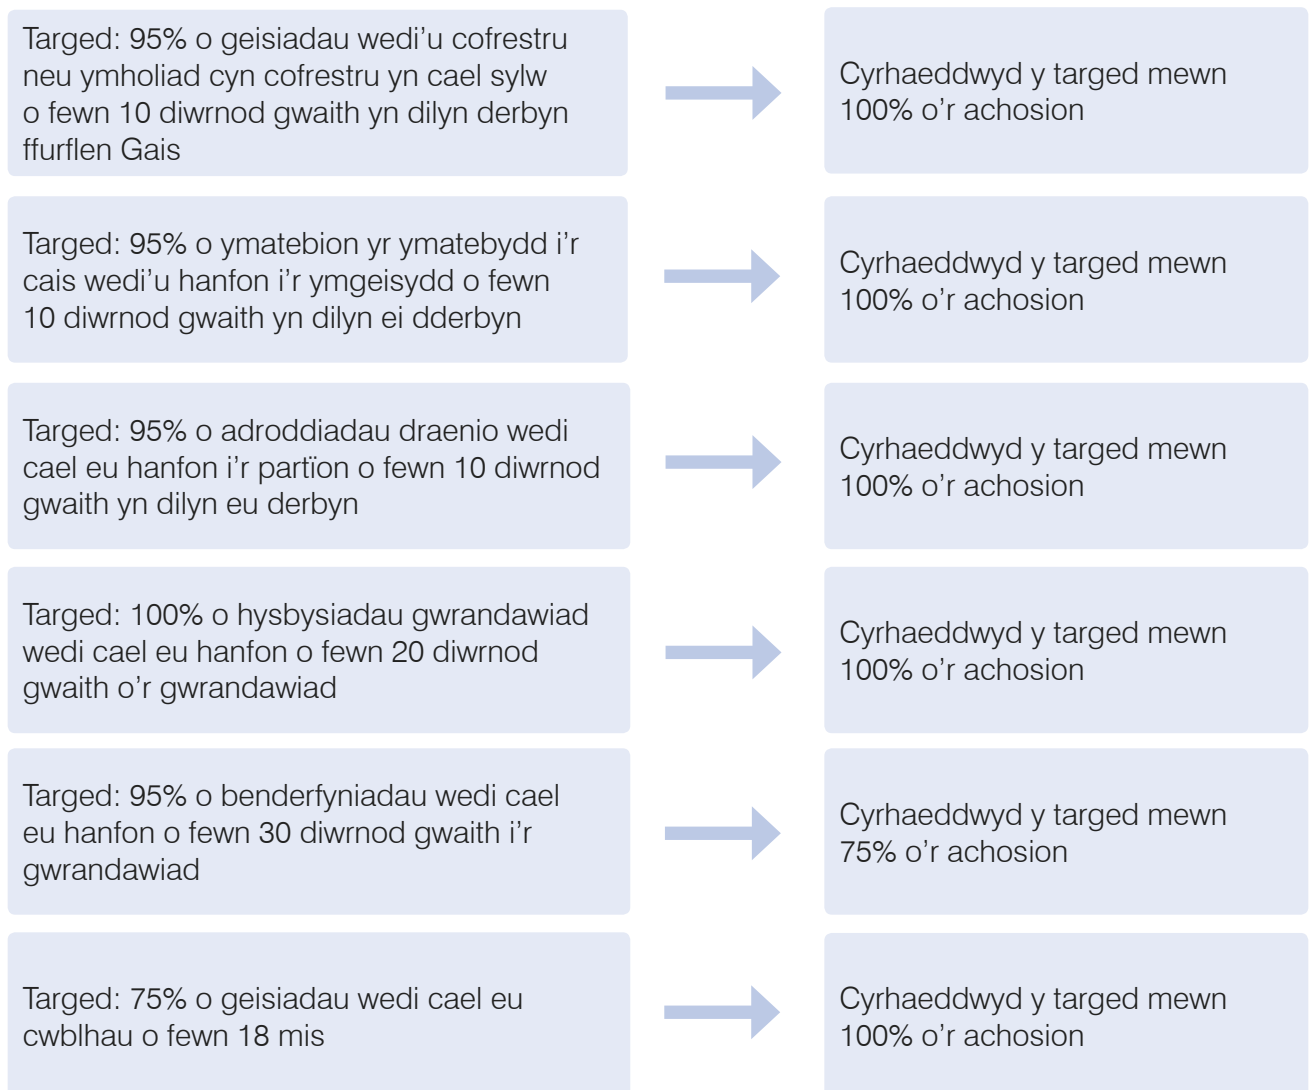 Targed: 95% o geisiadau wedi’u cofrestru
neu ymholiad cyn cofrestru yn cael sylw
o fewn 10 diwrnod gwaith yn dilyn derbyn
ffurflen Gais
Cyrhaeddwyd y targed mewn
100% o’r achosion
Targed: 95% o ymatebion yr ymatebydd i’r
cais wedi’u hanfon i’r ymgeisydd o fewn
10 diwrnod gwaith yn dilyn ei dderbyn
Cyrhaeddwyd y targed mewn
100% o’r achosion
Targed: 95% o adroddiadau draenio wedi
cael eu hanfon i’r partïon o fewn 10 diwrnod
gwaith yn dilyn eu derbyn
Cyrhaeddwyd y targed mewn
100% o’r achosion
Targed: 100% o hysbysiadau gwrandawiad
wedi cael eu hanfon o fewn 20 diwrnod
gwaith o’r gwrandawiad
Cyrhaeddwyd y targed mewn
100% o’r achosion
Targed: 95% o benderfyniadau wedi cael
eu hanfon o fewn 30 diwrnod gwaith i’r
gwrandawiad
Cyrhaeddwyd y targed mewn
75% o’r achosion
Targed: 75% o geisiadau wedi cael eu
cwblhau o fewn 18 mis
Cyrhaeddwyd y targed mewn
100% o’r achosion